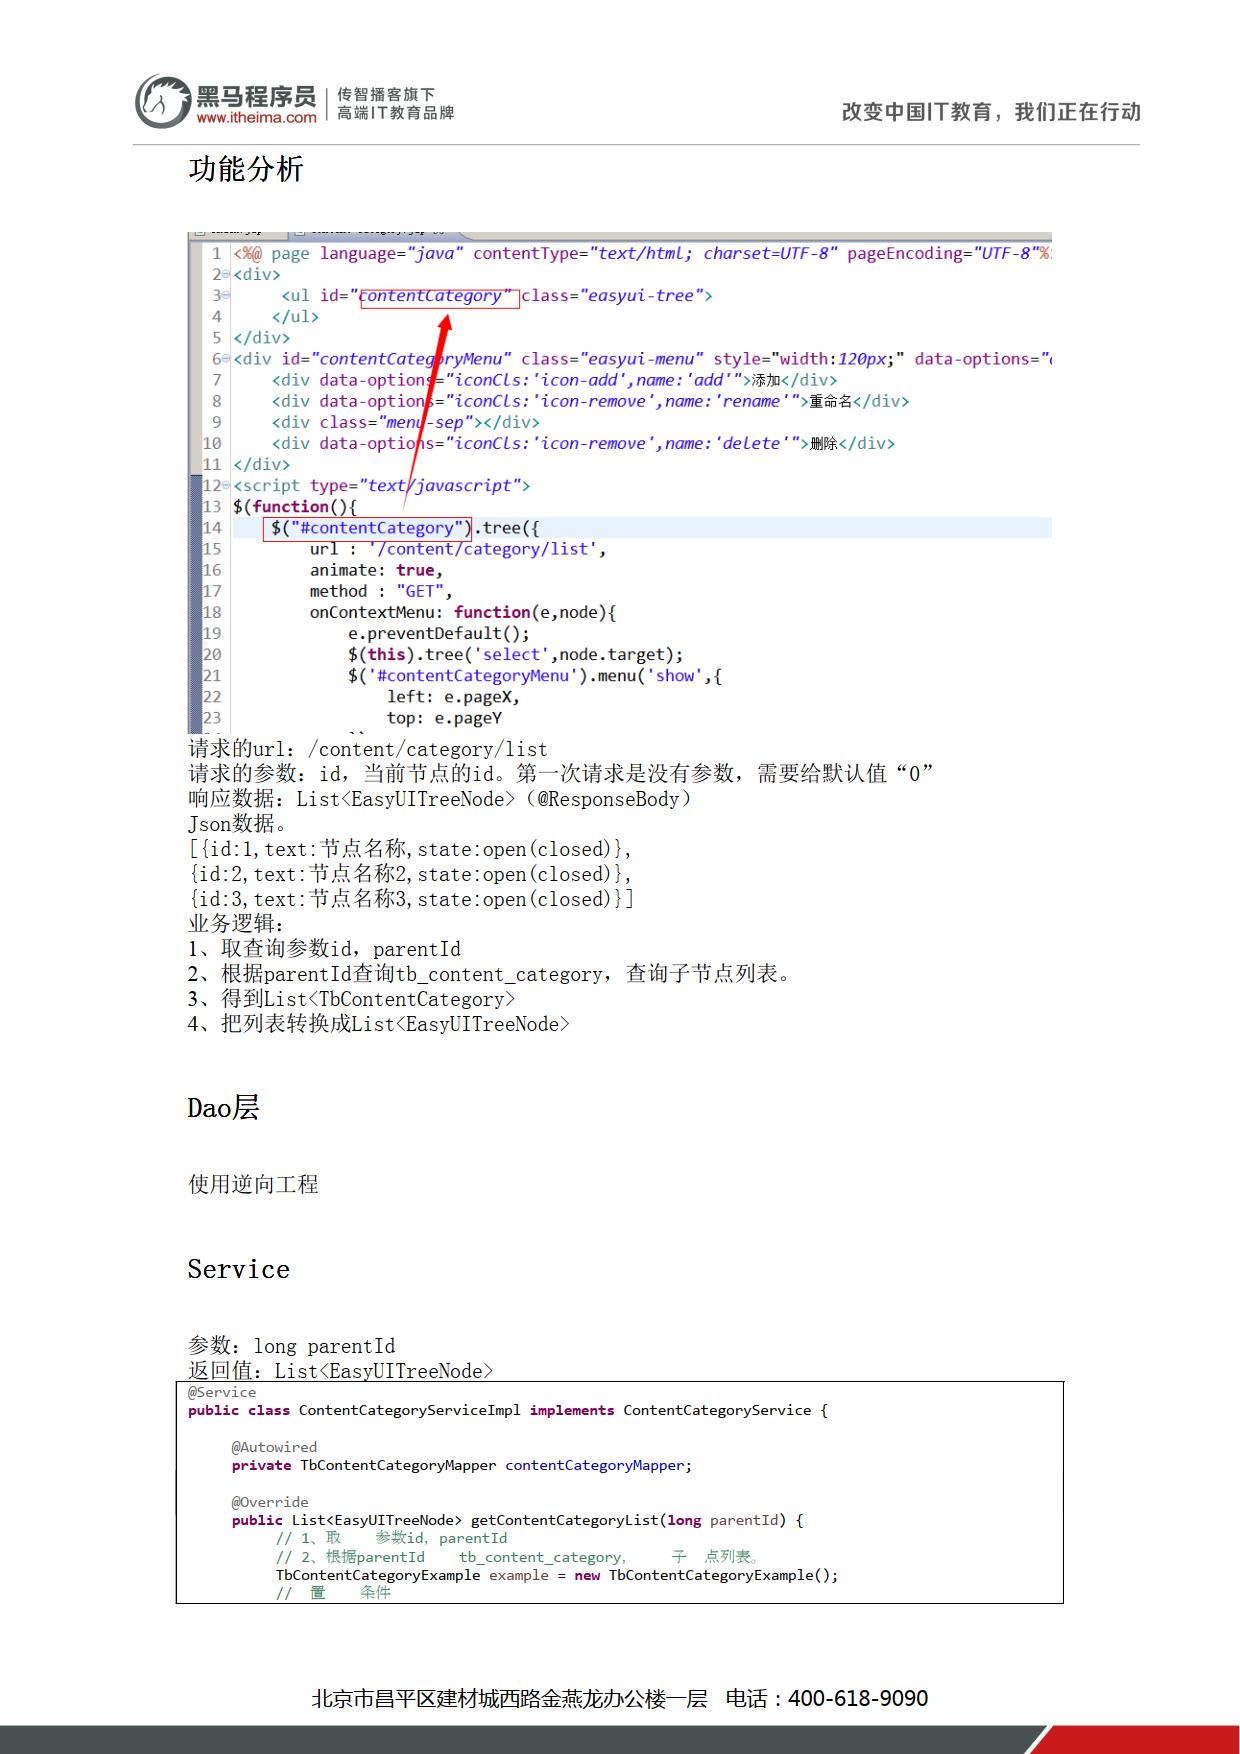 黑马程序员
www.itheima.com
传智播客旗下
高端IT教育品牌
改变中国IT教育，我们正在行动
功能分析
1 <%@ page language="java" contentType="text/html; charset=UTF-8" pageEncoding="UTF-8"%
2 <div>
3 <ul id="contentCategory" class="easyui-tree">
4 </ul>
5 </div>
6 <div id="contentCategoryMenu" class="easyui-menu" style="width:120px;" data-options="
7 <div data-options="iconCls:'icon-add',name:'add'">添加</div>
8 <div data-options="iconCls:'icon-remove',name:'rename'">重命名</div>
9 <div class="menu-sep"></div>
10 <div data-options="iconCls:'icon-remove',name:'delete'">删除</div>
11 </div>
12 <script type="text/javascript">
13 $(function(){
14 $("#contentCategory").tree({
15 url : '/content/category/list',
16 animate: true,
17 method : "GET",
18 onContextMenu: function(e,node){
19 e.preventDefault();
20 $(this).tree('select',node.target);
21 $('#contentCategoryMenu').menu('show',{
22 left: e.pageX,
23 top: e.pageY
请求的url：/content/category/list
请求的参数：id，当前节点的id。第一次请求是没有参数，需要给默认值“0”
响应数据：List<EasyUITreeNode>（@ResponseBody）
Json数据。
[{id:1,text:节点名称,state:open(closed)},
{id:2,text:节点名称2,state:open(closed)},
{id:3,text:节点名称3,state:open(closed)}]
业务逻辑：
1、取查询参数id，parentId
2、根据parentId查询tb_content_category，查询子节点列表。
3、得到List<TbContentCategory>
4、把列表转换成List<EasyUITreeNode>
Dao层
使用逆向工程
Service
参数：long parentId
返回值：List<EasyUITreeNode>
@Service
public class ContentCategoryServiceImpl implements ContentCategoryService {
@Autowired
private TbContentCategoryMapper contentCategoryMapper;
@Override
public List<EasyUITreeNode> getContentCategoryList(long parentId) {
// 1、取 参数id，parentId
// 2、根据parentId tb_content_category， 子 点列表。
TbContentCategoryExample example = new TbContentCategoryExample();
// 置 条件
北京市昌平区建材城西路金燕龙办公楼一层 电话：400-618-9090